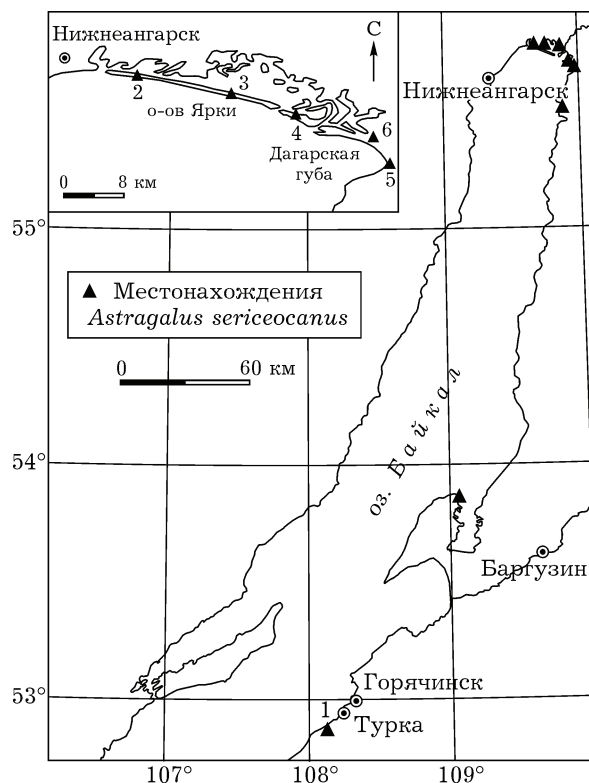 Нижнеангарск
С
2
3
о-ов Ярки
4
6
Дагарская
губа
5
0 8 км
Нижнеангарск
55°
▲ Местонахождения
Astragalus sericeocanus
0 60 км
оз. Байкал
54°
Баргузин
53°
Горячинск
1
Турка
107° 108° 109°